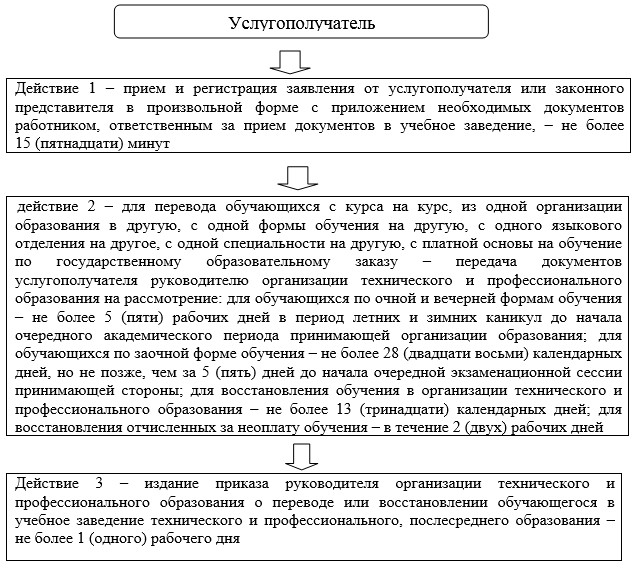 Услугополучатель
Действие 1 – прием и регистрация заявления от услугополучателя или законного
представителя в произвольной форме с приложением необходимых документов
работником, ответственным за прием документов в учебное заведение, – не более
15 (пятнадцати) минут
действие 2 – для перевода обучающихся с курса на курс, из одной организации
образования в другую, с одной формы обучения на другую, с одного языкового
отделения на другое, с одной специальности на другую, с платной основы на обучение
по государственному образовательному заказу – передача документов
услугополучателя руководителю организации технического и профессионального
образования на рассмотрение: для обучающихся по очной и вечерней формам обучения
– не более 5 (пяти) рабочих дней в период летних и зимних каникул до начала
очередного академического периода принимающей организации образования; для
обучающихся по заочной форме обучения – не более 28 (двадцати восьми) календарных
дней, но не позже, чем за 5 (пять) дней до начала очередной экзаменационной сессии
принимающей стороны; для восстановления обучения в организации технического и
профессионального образования – не более 13 (тринадцати) календарных дней; для
восстановления отчисленных за неоплату обучения – в течение 2 (двух) рабочих дней
Действие 3 – издание приказа руководителя организации технического и
профессионального образования о переводе или восстановлении обучающегося в
учебное заведение технического и профессионального, послесреднего образования –
не более 1 (одного) рабочего дня